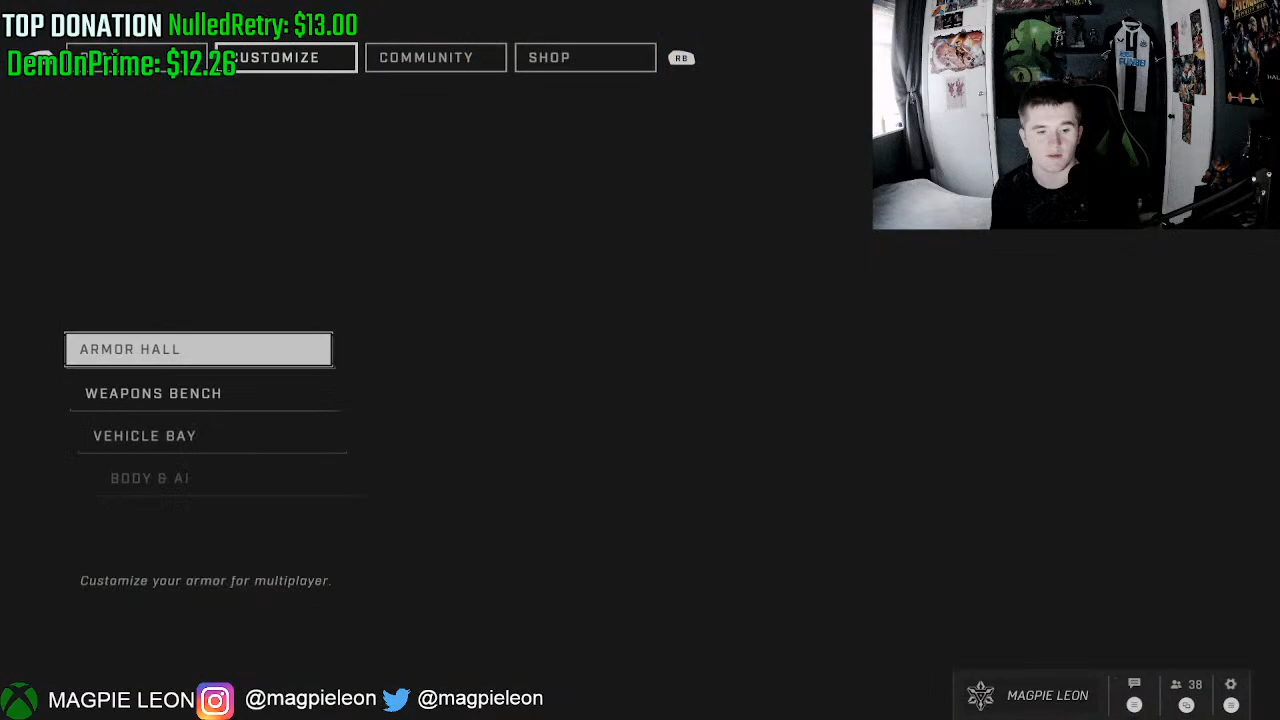 TOP DONATION NulledRetry: $13.00
DemOnPrime: $12.26
CUSTOMIZE
COMMUNITY
SHOP
RB
ARMOR HALL
WEAPONS BENCH
VEHICLE BAY
BODY & AI
Customize your armor for multiplayer.
MAGPIE LEON @magpieleon @magpieleon
MAGPIE LEON
38